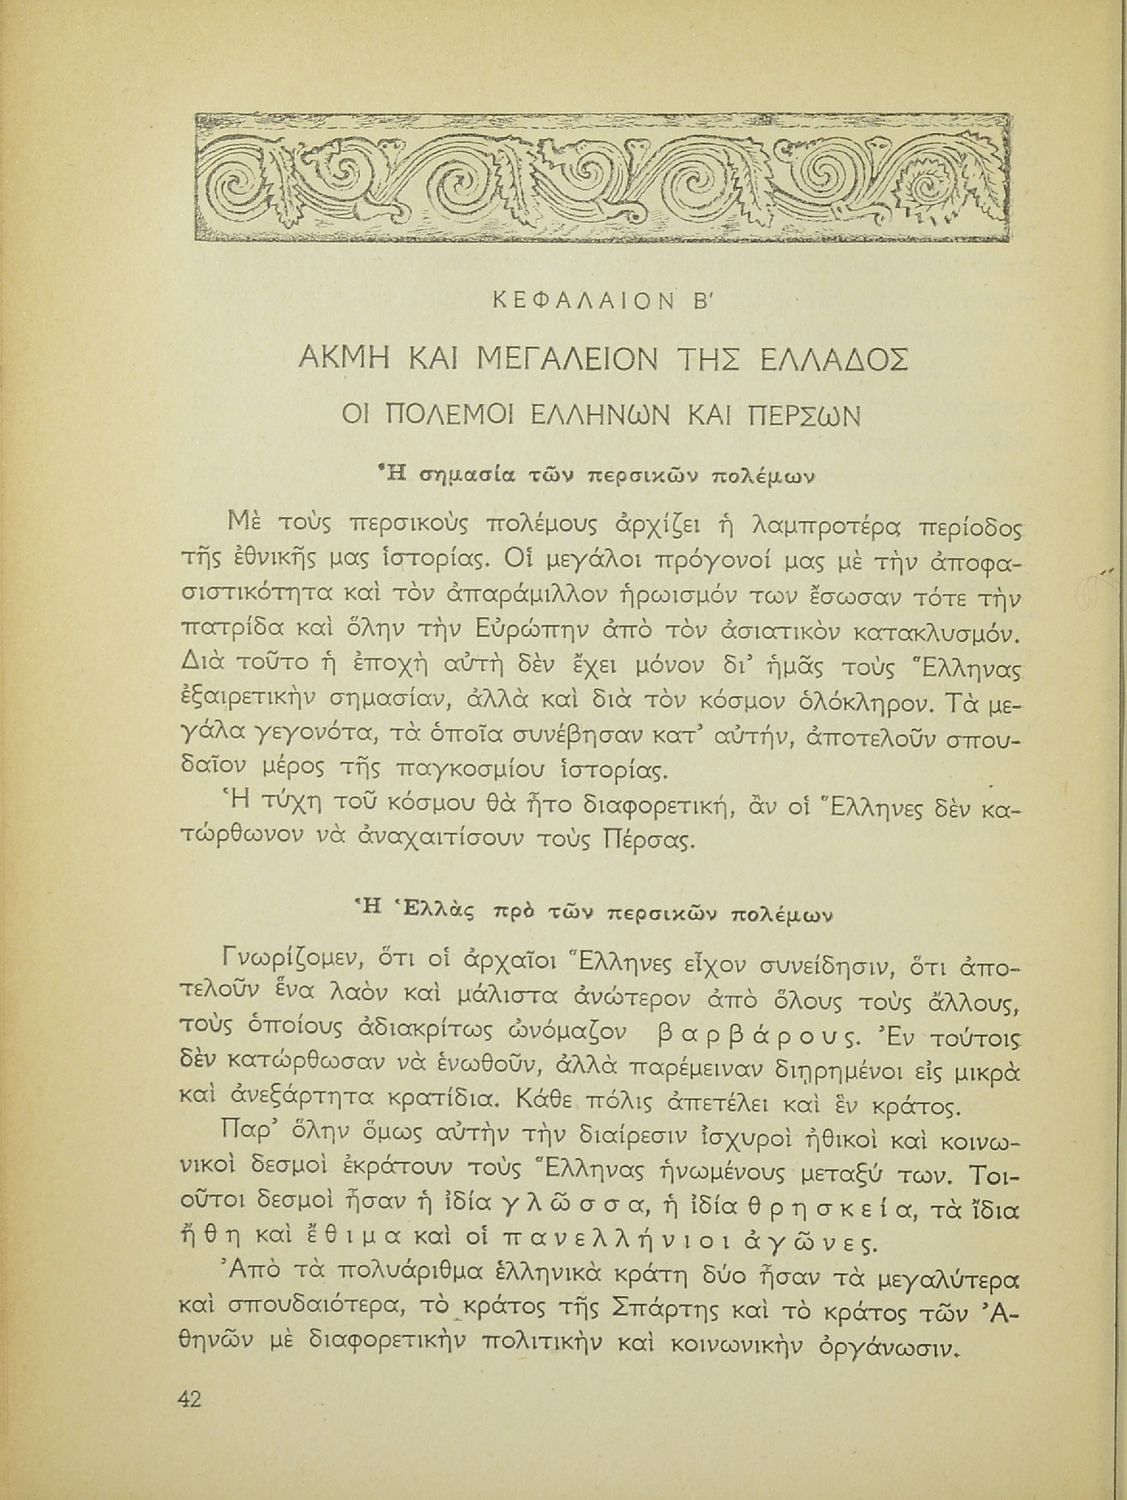 ΚΕΦΑΛΑΙΟΝ Β′
ΑΚΜΗ ΚΑΙ ΜΕΓΑΛΕΙΟΝ ΤΗΣ ΕΛΛΑΔΟΣ
ΟΙ ΠΟΛΕΜΟΙ ΕΛΛΗΝΩΝ ΚΑΙ ΠΕΡΣΩΝ
Ἡ σημασία τῶν περσικῶν πολέμων
Μὲ τοὺς περσικοὺς πολέμους ἀρχίζει ἡ λαμπροτέρα περίοδος
τῆς ἐθνικῆς μας ἱστορίας. Οἱ μεγάλοι πρόγονοί μας μὲ τὴν ἀποφα-
σιστικότητα καὶ τὸν ἀπαράμιλλον ἡρωισμόν των ἔσωσαν τότε τὴν
πατρίδα καὶ ὅλην τὴν Εὐρώπην ἀπὸ τὸν ἀσιατικὸν κατακλυσμόν.
Διὰ τοῦτο ἡ ἐποχὴ αὐτὴ δὲν ἔχει μόνον δι’ ἡμᾶς τοὺς Ἕλληνας
ἐξαιρετικὴν σημασίαν, ἀλλὰ καὶ διὰ τὸν κόσμον ὁλόκληρον. Τὰ με-
γάλα γεγονότα, τὰ ὁποῖα συνέβησαν κατ’ αὐτήν, ἀποτελοῦν σπου-
δαῖον μέρος τῆς παγκοσμίου ἱστορίας.
Ἡ τύχη τοῦ κόσμου θὰ ἦτο διαφορετική, ἂν οἱ Ἕλληνες δὲν κα-
τώρθωνον νὰ ἀναχαιτίσουν τοὺς Πέρσας.
Ἡ Ἑλλὰς πρὸ τῶν περσικῶν πολέμων
Γνωρίζομεν, ὅτι οἱ ἀρχαῖοι Ἕλληνες εἶχον συνείδησιν, ὅτι ἀπο-
τελοῦν ἕνα λαὸν καὶ μάλιστα ἀνώτερον ἀπὸ ὅλους τοὺς ἄλλους,
τοὺς ὁποίους ἀδιακρίτως ὠνόμαζον βαρβάρους. Ἐν τούτοις
δὲν κατώρθωσαν νὰ ἑνωθοῦν, ἀλλὰ παρέμειναν διῃρημένοι εἰς μικρὰ
καὶ ἀνεξάρτητα κρατίδια. Κάθε πόλις ἀπετέλει καὶ ἓν κράτος.
Παρ’ ὅλην ὅμως αὐτὴν τὴν διαίρεσιν ἰσχυροὶ ἠθικοὶ καὶ κοινω-
νικοὶ δεσμοὶ ἐκράτουν τοὺς Ἕλληνας ἡνωμένους μεταξύ των. Τοι-
οῦτοι δεσμοὶ ἦσαν ἡ ἰδία γλῶσσα, ἡ ἰδία θρησκεία, τὰ ἴδια
ἤθη καὶ ἔθιμα καὶ οἱ πανελλήνιοι ἀγῶνες.
Ἀπὸ τὰ πολυάριθμα ἑλληνικὰ κράτη δύο ἦσαν τὰ μεγαλύτερα
καὶ σπουδαιότερα, τὸ κράτος τῆς Σπάρτης καὶ τὸ κράτος τῶν Ἀ-
θηνῶν μὲ διαφορετικὴν πολιτικὴν καὶ κοινωνικὴν ὀργάνωσιν.
42